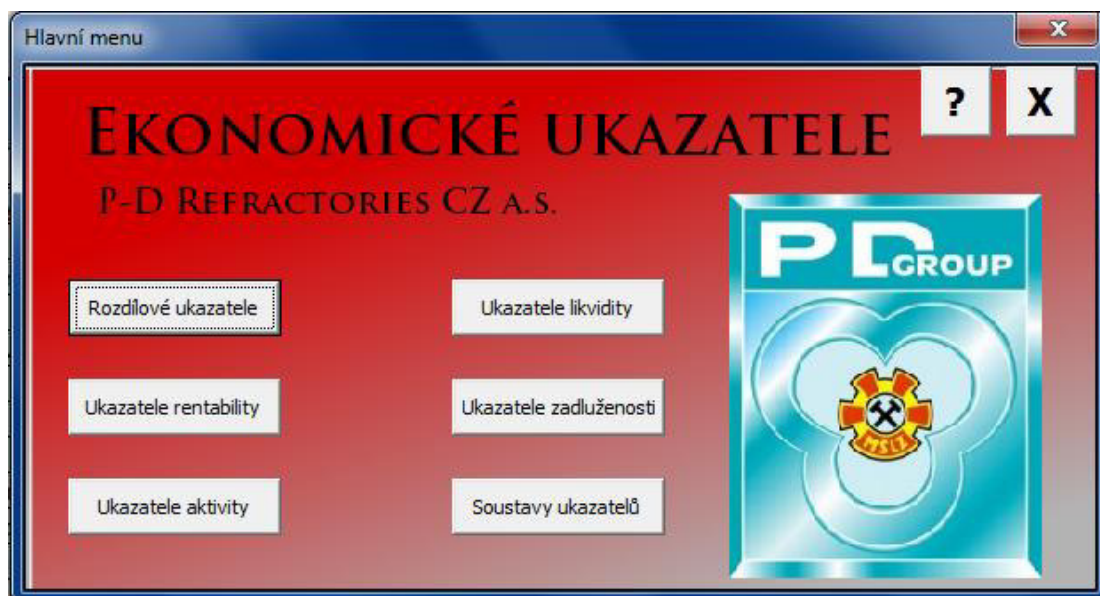 Hlavní menu
x
EKONOMICKÉ UKAZATELE
? X
P-D REFRACTORIES CZ A.S.
P D GROUP
Rozdílové ukazatele
Ukazatele likvidity
Ukazatele rentability
Ukazatele zadluženosti
Ukazatele aktivity
Soustavy ukazatelů
MSLZ